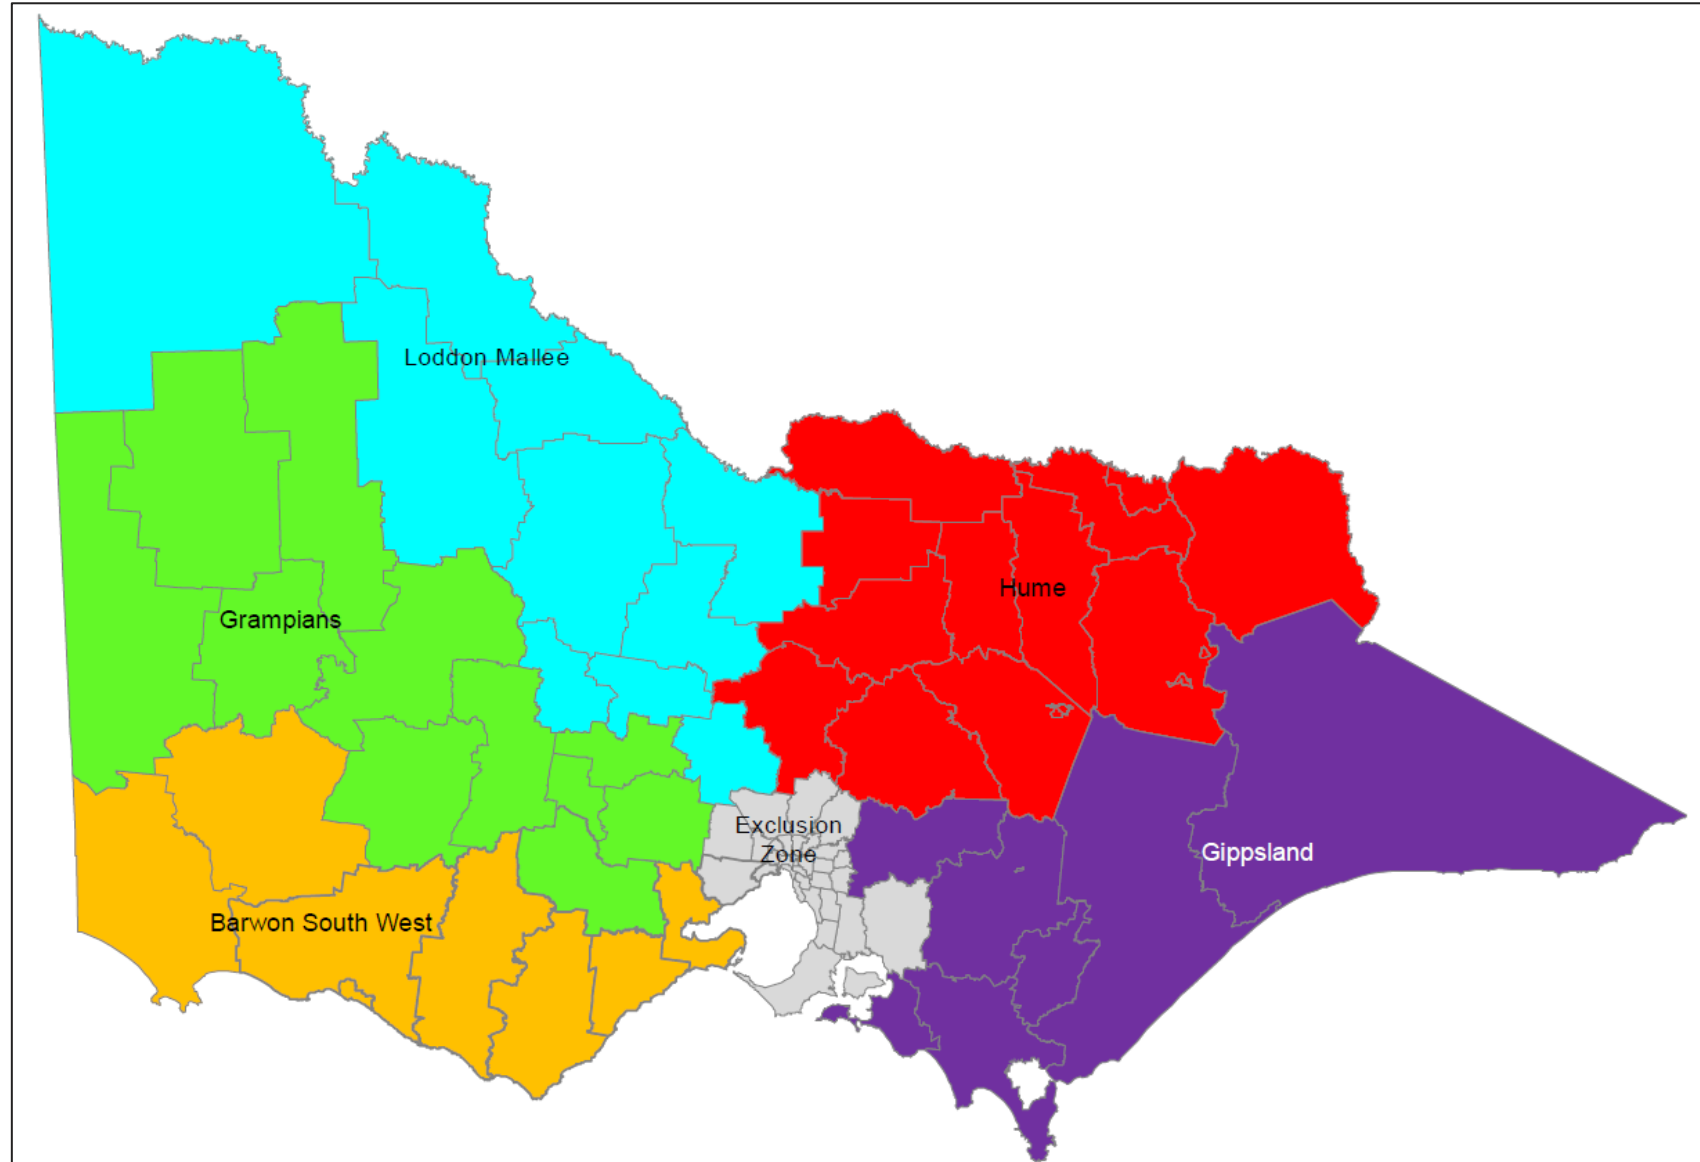 Loddon Mallee
Hume
Grampians
Exclusion
Zone
Gippsland
Barwon South West